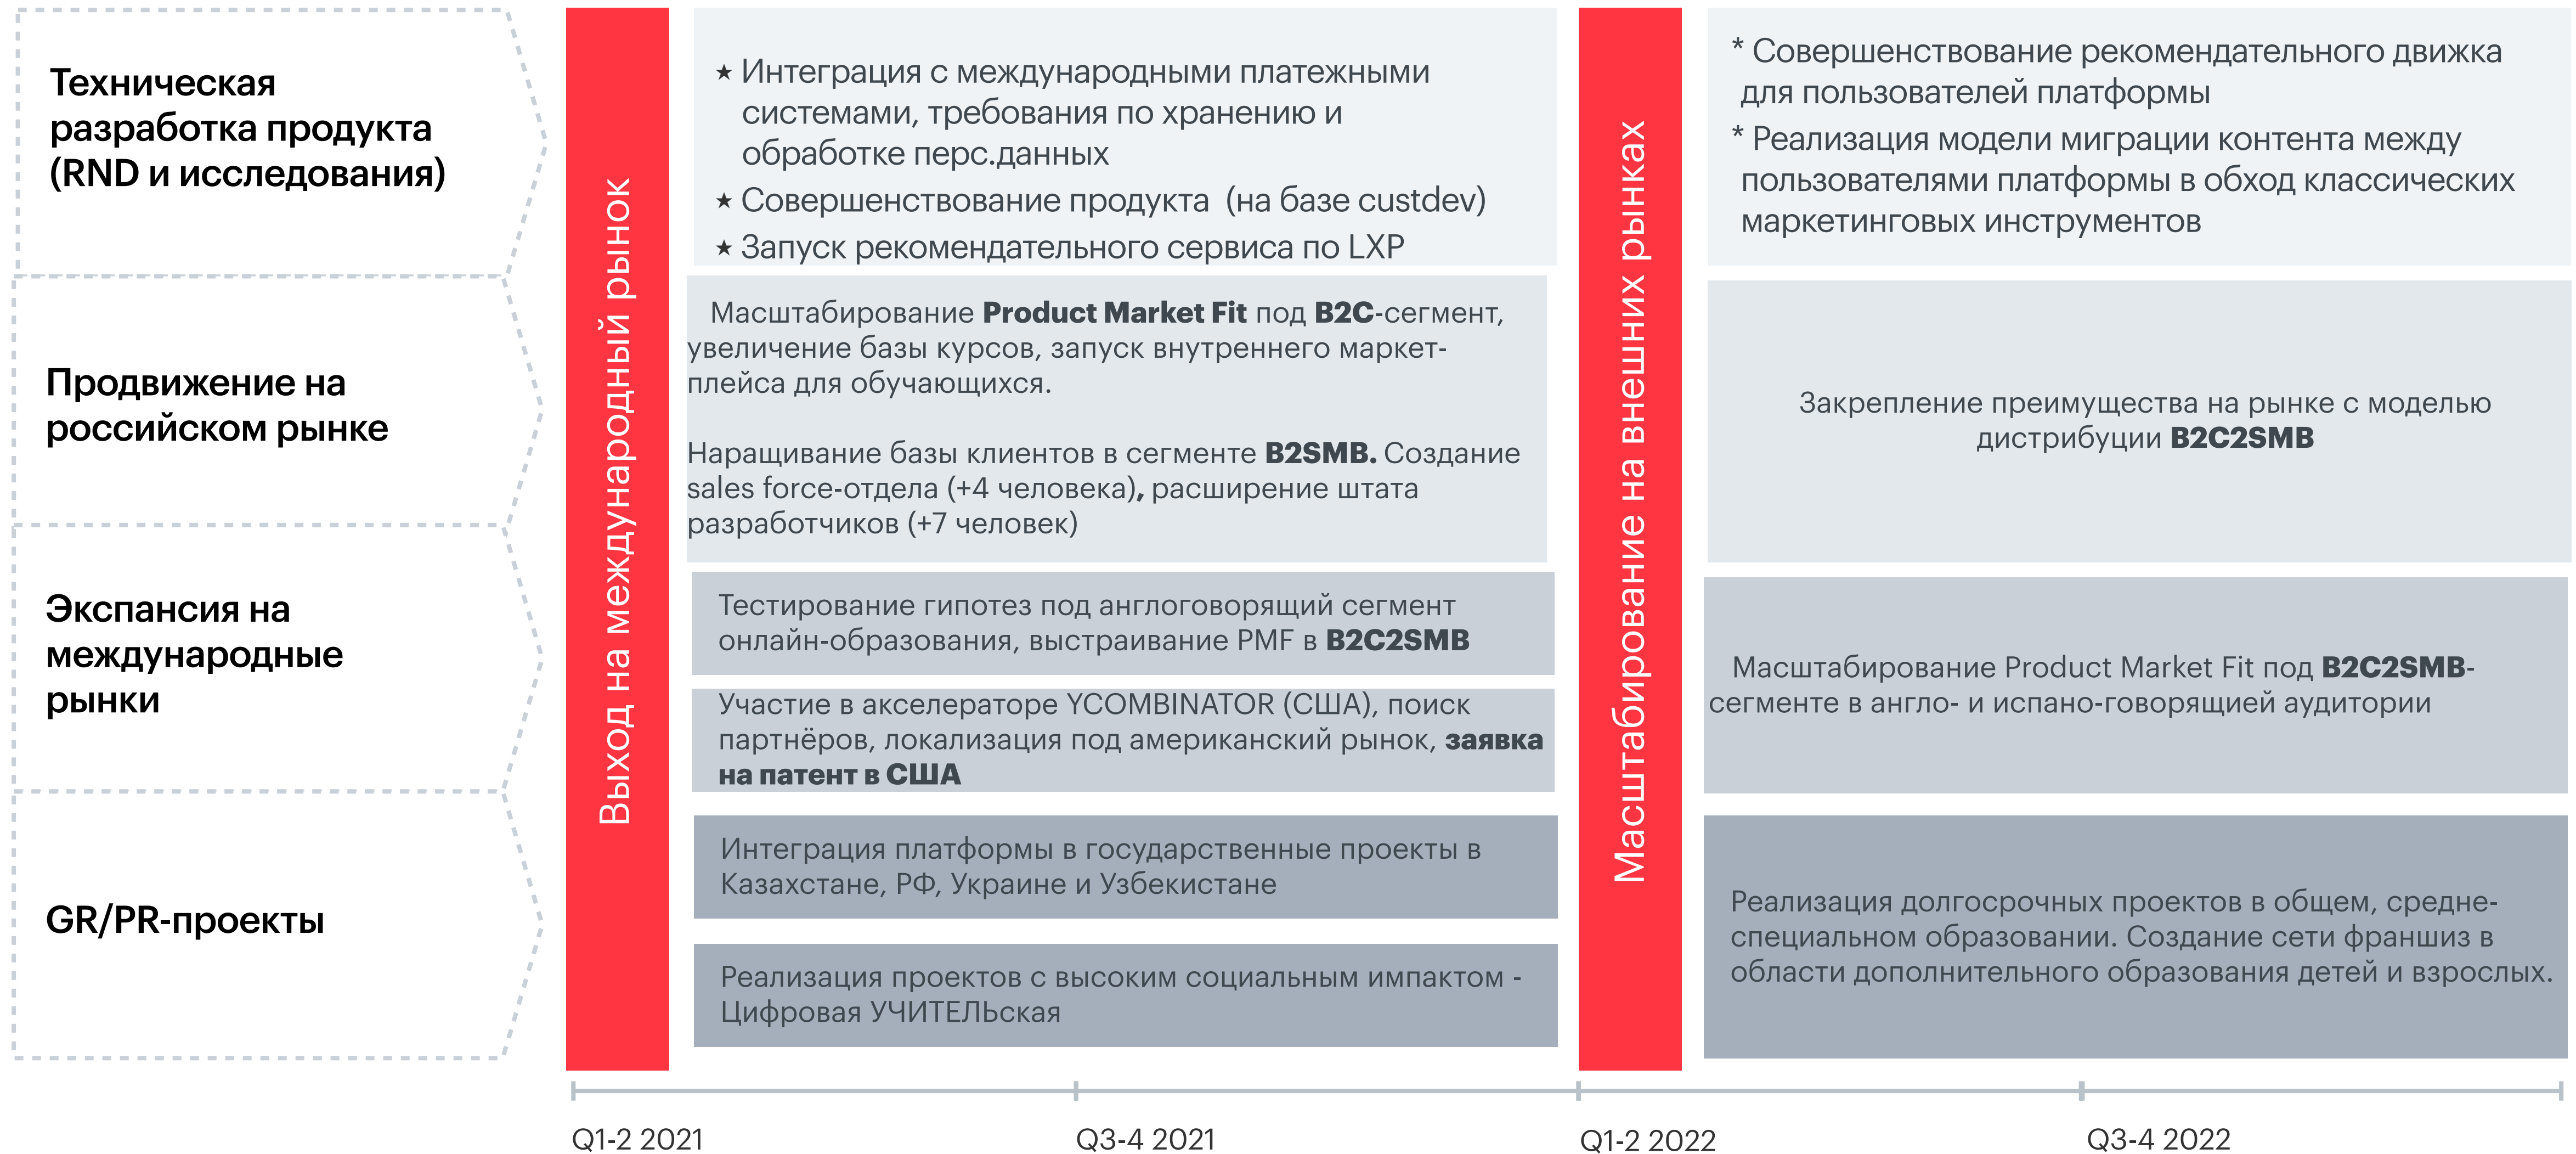 Техническая
разработка продукта
(RND и исследования)
Продвижение на
российском рынке
Экспансия на
международные
рынки
GR/PR-проекты
Выход на международный рынок
★ Интеграция с международными платежными
системами, требования по хранению и
обработке перс.данных
★ Совершенствование продукта (на базе custdev)
★ Запуск рекомендательного сервиса по LXP
Масштабирование Product Market Fit под B2C-сегмент,
увеличение базы курсов, запуск внутреннего маркет-
плейса для обучающихся.
Наращивание базы клиентов в сегменте B2SMB. Создание
sales force-отдела (+4 человека), расширение штата
разработчиков (+7 человек)
Тестирование гипотез под англоговорящий сегмент
онлайн-образования, выстраивание PMF в B2C2SMB
Участие в акселераторе YCOMBINATOR (США), поиск
партнёров, локализация под американский рынок, заявка
на патент в США
Интеграция платформы в государственные проекты в
Казахстане, РФ, Украине и Узбекистане
Реализация проектов с высоким социальным импактом -
Цифровая УЧИТЕЛЬская
Масштабирование на внешних рынках
* Совершенствование рекомендательного движка
для пользователей платформы
* Реализация модели миграции контента между
пользователями платформы в обход классических
маркетинговых инструментов
Закрепление преимущества на рынке с моделью
дистрибуции B2C2SMB
Масштабирование Product Market Fit под B2C2SMB-
сегменте в англо- и испано-говорящией аудитории
Реализация долгосрочных проектов в общем, средне-
специальном образовании. Создание сети франшиз в
области дополнительного образования детей и взрослых.
Q1-2 2021
Q3-4 2021
Q1-2 2022
Q3-4 2022